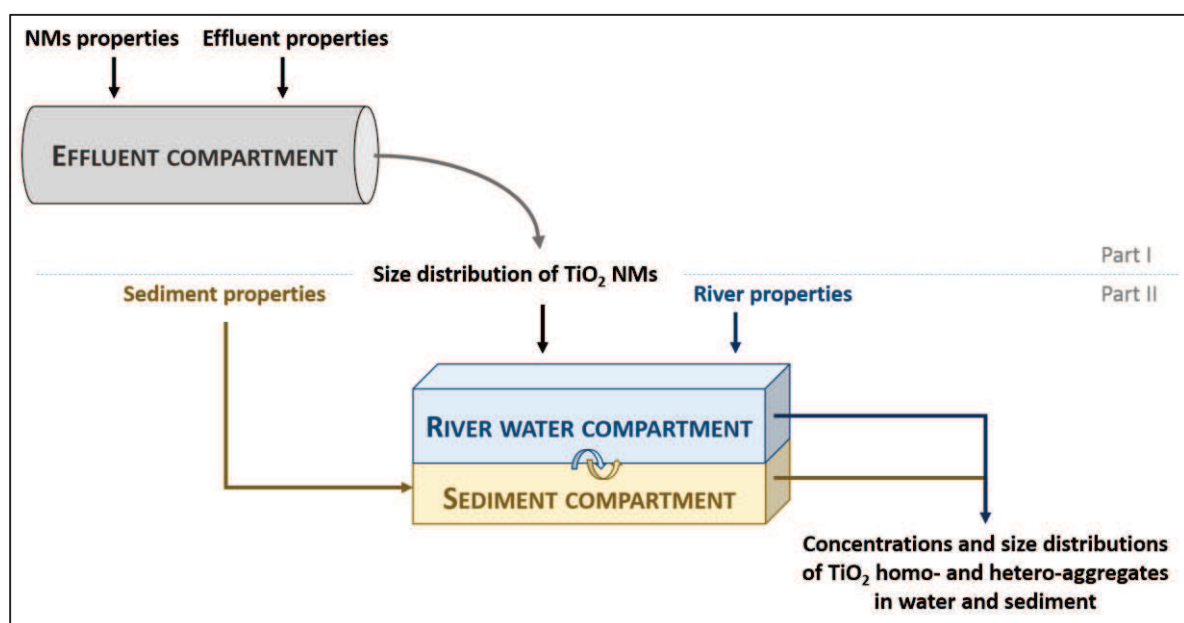 NMs properties
Effluent properties
EFFLUENT COMPARTMENT
Part I
Size distribution of TiO₂ NMs
Sediment properties
River properties
Part II
RIVER WATER COMPARTMENT
SEDIMENT COMPARTMENT
Concentrations and size distributions
of TiO₂ homo- and hetero-aggregates
in water and sediment